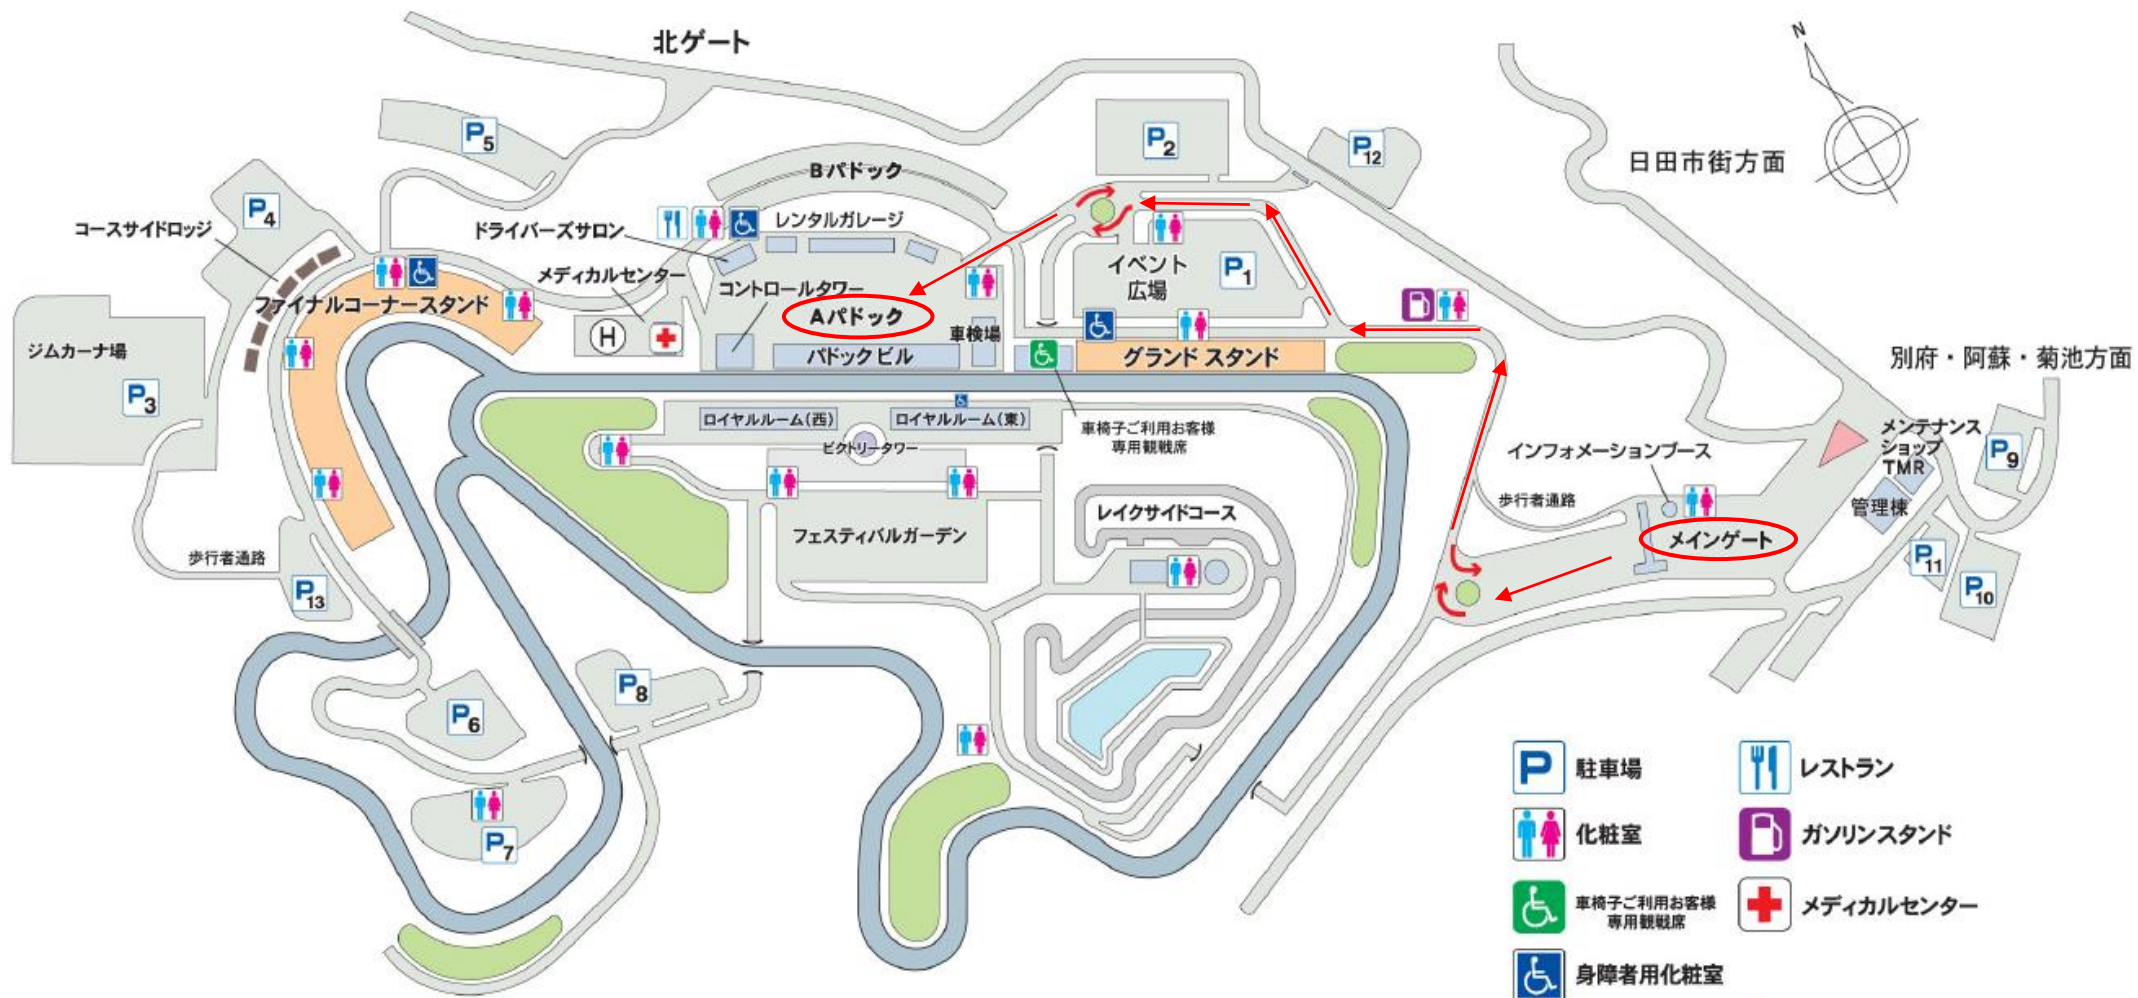 北ゲート
N
P2
P12
P5
日田市街方面
Bパドック
P4
コースサイドロッジ
ドライバーズサロン
レンタルガレージ
メディカルセンター
イベント
広場
P1
コントロールタワー
ファイナルコーナースタンド
Aパドック
車検場
H
ジムカーナ場
パドックビル
グランド スタンド
別府・阿蘇・菊池方面
P3
ロイヤルルーム(西)
ロイヤルルーム(東)
車椅子ご利用お客様
専用観戦席
ビクトリータワー
メンテナンス
ショップ
TMR
P9
インフォメーションブース
歩行者通路
管理棟
レイクサイドコース
フェスティバルガーデン
メインゲート
歩行者通路
P11
P10
P13
P8
P6
P7
P 駐車場
レストラン
化粧室
ガソリンスタンド
車椅子ご利用お客様
専用観戦席
メディカルセンター
身障者用化粧室